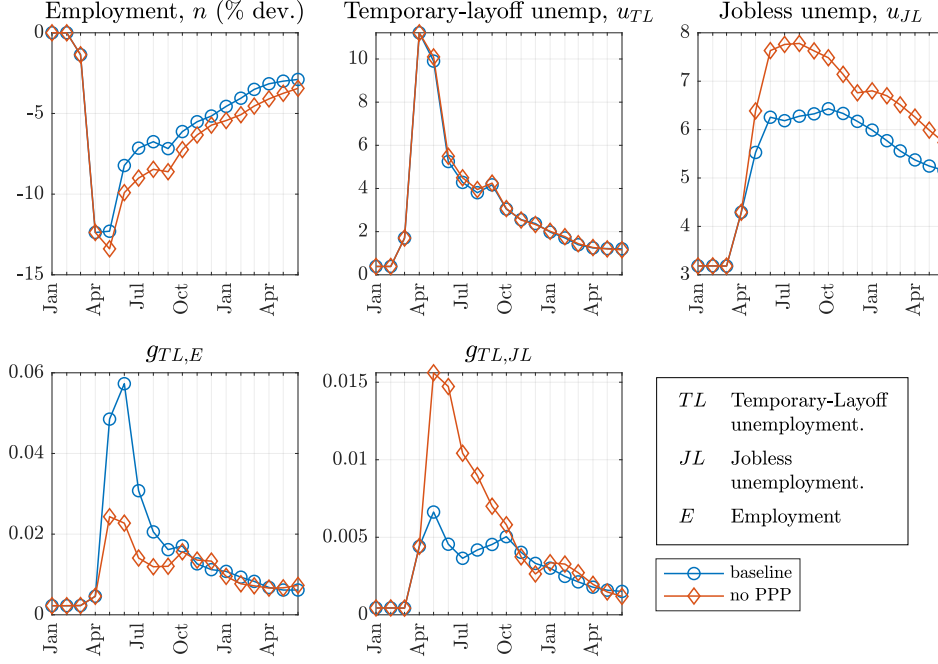 Employment, n (% dev.)
Temporary-layoff unemp, u_TL
Jobless unemp, u_JL
0
-5
-10
-15
Jan
Apr
Jul
Oct
Jan
Apr
10
8
6
4
2
0
Jan
Apr
Jul
Oct
Jan
Apr
8
7
6
5
4
3
Jan
Apr
Jul
Oct
Jan
Apr
g_TL,E
g_TL,JL
0.06
0.04
0.02
0
Jan
Apr
Jul
Oct
Jan
Apr
0.015
0.01
0.005
0
Jan
Apr
Jul
Oct
Jan
Apr
TL Temporary-Layoff
unemployment.
JL Jobless
unemployment.
E Employment
baseline
no PPP